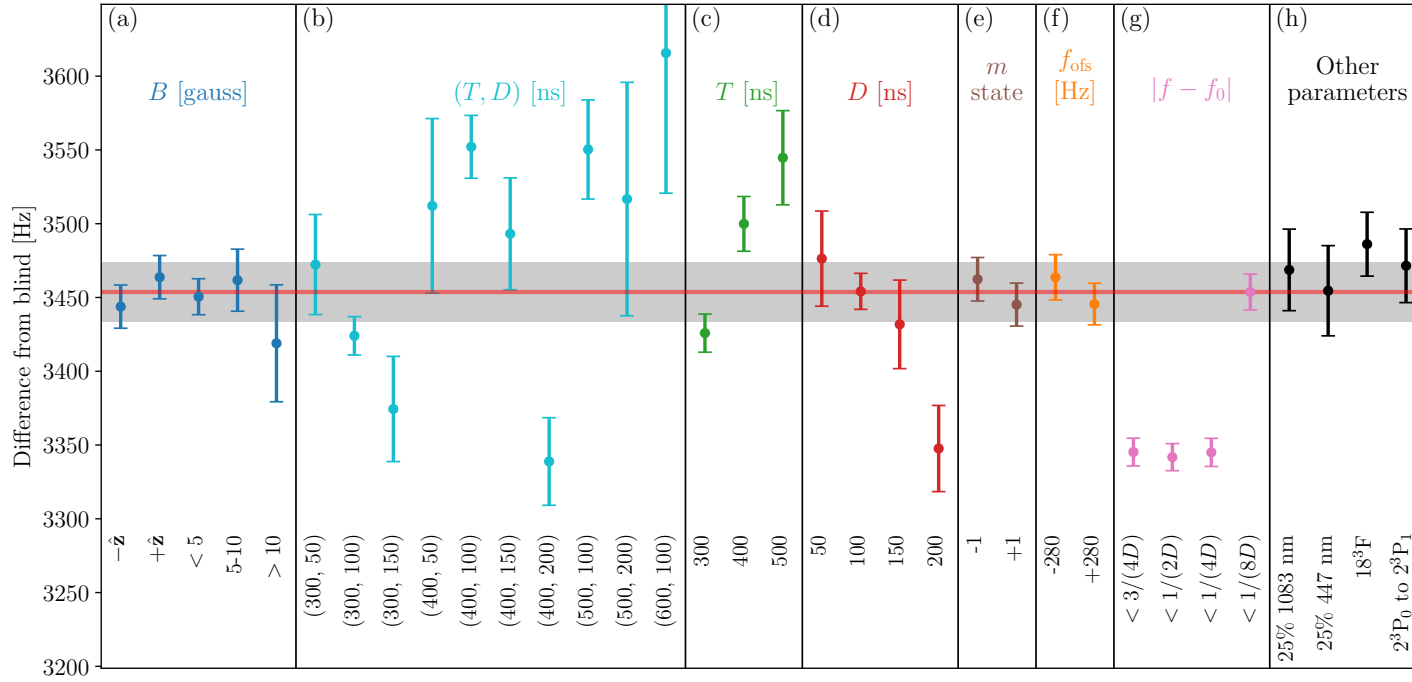 (a)
(b)
(c)
(d)
(e)
(f)
(g)
(h)
B [gauss]
(T, D) [ns]
T [ns]
D [ns]
m
state
f_ofs
[Hz]
|f − f₀|
Other
parameters
Difference from blind [Hz]
3600
3550
3500
3450
3400
3350
3300
3250
3200
−ẑ
+ẑ
< 5
5-10
> 10
(300, 50)
(300, 100)
(300, 150)
(400, 50)
(400, 100)
(400, 150)
(400, 200)
(500, 100)
(500, 200)
(600, 100)
300
400
500
50
100
150
200
-1
+1
-280
+280
< 3/(4D)
< 1/(2D)
< 1/(4D)
< 1/(8D)
25% 1083 nm
25% 447 nm
18³F
2³P₀ to 2³P₁